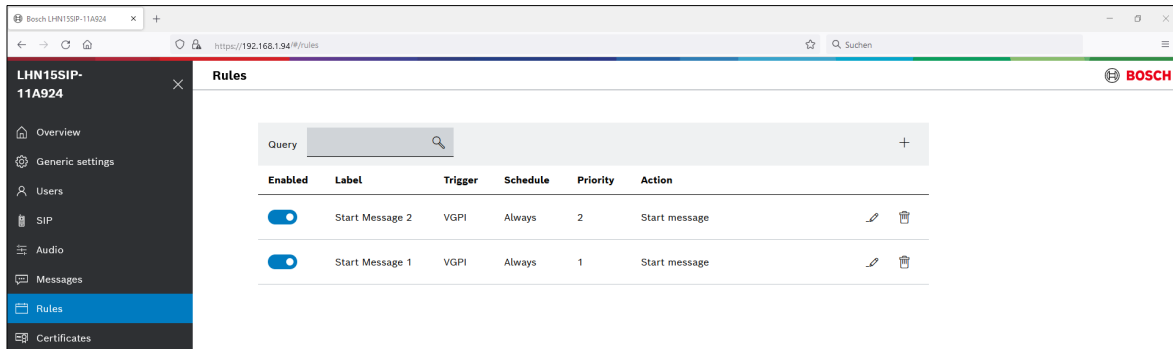 Bosch LHN15SIP-11A924
https://192.168.1.94/#/rules
Suchen
LHN15SIP-
11A924
Rules
BOSCH
Overview
Generic settings
Users
SIP
Audio
Messages
Rules
Certificates
Query
Enabled Label Trigger Schedule Priority Action
Start Message 2 VGPI Always 2 Start message
Start Message 1 VGPI Always 1 Start message